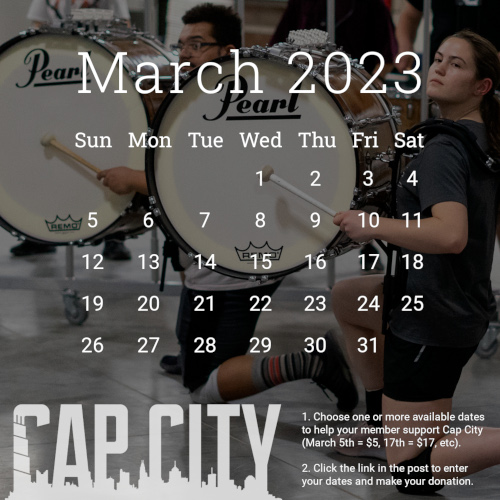 March 2023
Pearl
Pearl
Sun Mon Tue Wed Thu Fri Sat
1 2 3 4
5 6 7 8 9 10 11
12 13 14 15 16 17 18
19 20 21 22 23 24 25
26 27 28 29 30 31
REMO
REMO
CAP CITY
1. Choose one or more available dates
to help your member support Cap City
(March 5th = $5, 17th = $17, etc).
2. Click the link in the post to enter
your dates and make your donation.